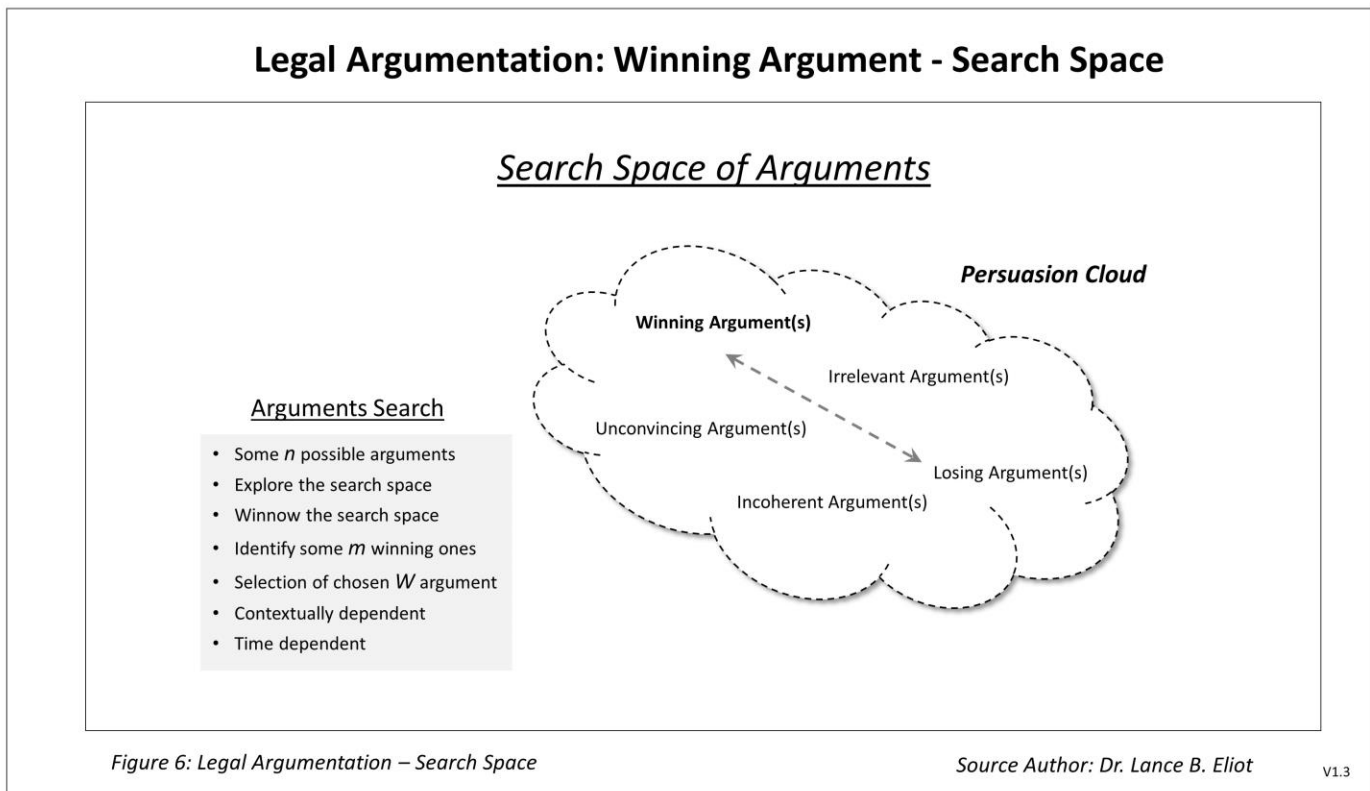 Legal Argumentation: Winning Argument - Search Space
Search Space of Arguments
Persuasion Cloud
Winning Argument(s)
Irrelevant Argument(s)
Unconvincing Argument(s)
Losing Argument(s)
Incoherent Argument(s)
Arguments Search
• Some n possible arguments
• Explore the search space
• Winnow the search space
• Identify some m winning ones
• Selection of chosen W argument
• Contextually dependent
• Time dependent
Figure 6: Legal Argumentation – Search Space
Source Author: Dr. Lance B. Eliot
V1.3